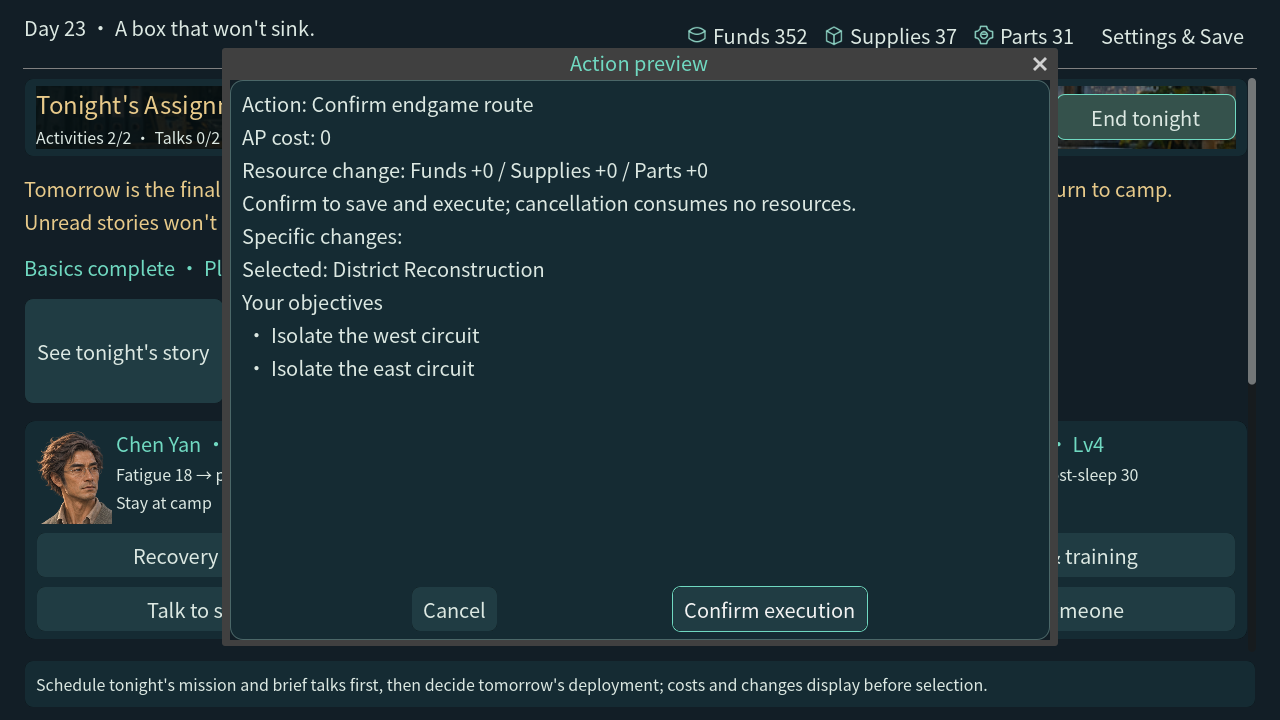 Day 23 · A box that won't sink.
Funds 352
Supplies 37
Parts 31
Settings & Save
Action preview
Tonight's
Activities 2/2 · Talks 0/2
End tonight
Tomorrow is the final
urn to camp.
Unread stories won't
Basics complete ·
See tonight's story
Action: Confirm endgame route
AP cost: 0
Resource change: Funds +0 / Supplies +0 / Parts +0
Confirm to save and execute; cancellation consumes no resources.
Specific changes:
Selected: District Reconstruction
Your objectives
· Isolate the west circuit
· Isolate the east circuit
Cancel
Confirm execution
Chen Yan ·
Fatigue 18 → p
Stay at camp
Recovery
Talk to s
· Lv4
st-sleep 30
training
meone
Schedule tonight's mission and brief talks first, then decide tomorrow's deployment; costs and changes display before selection.